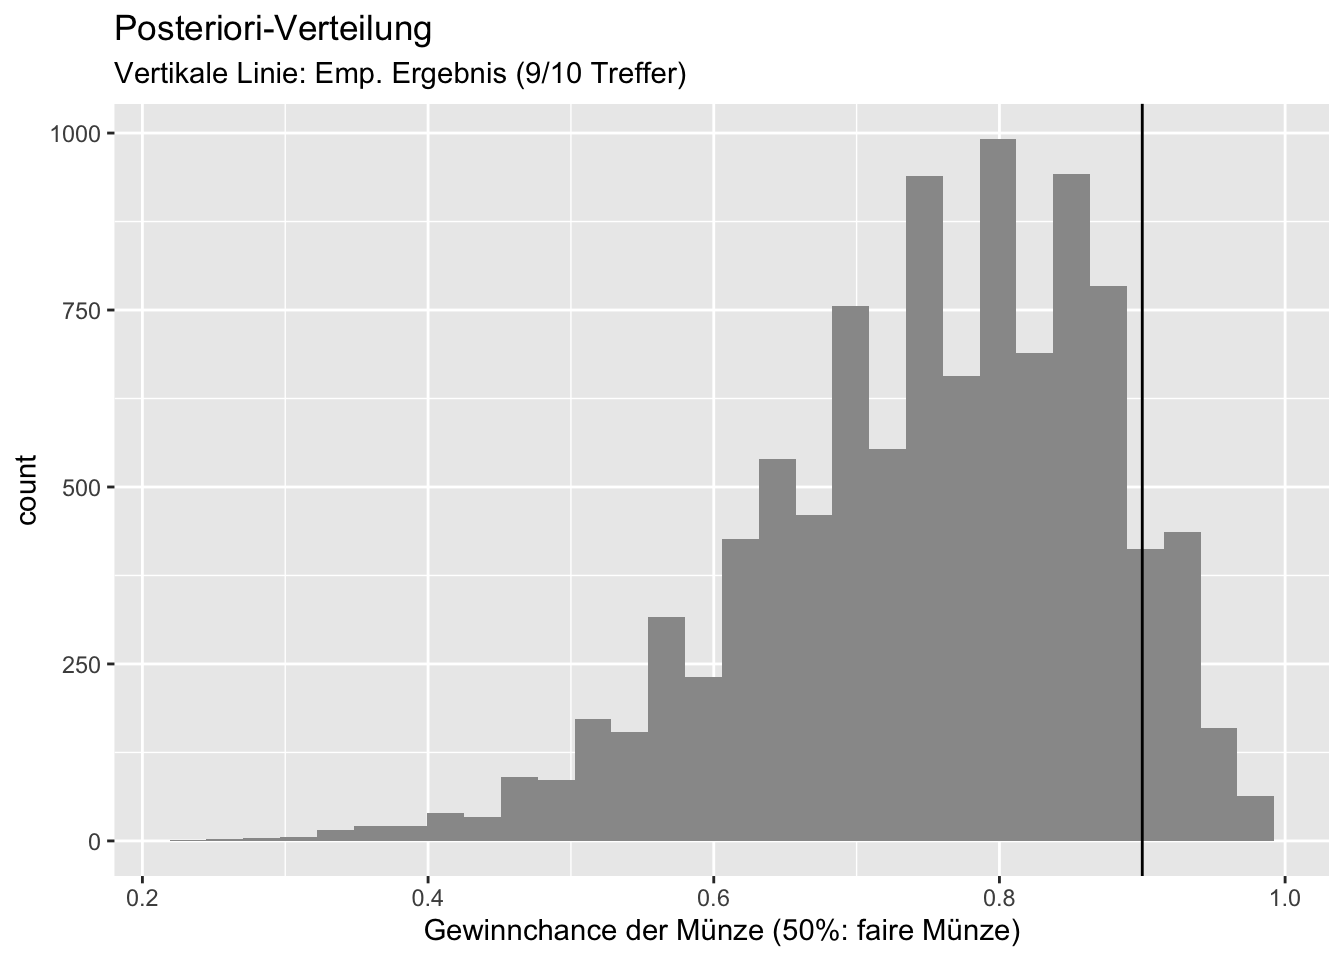 Posteriori-Verteilung
Vertikale Linie: Emp. Ergebnis (9/10 Treffer)
1000
750
500
250
0
count
0.2
0.4
0.6
0.8
1.0
Gewinnchance der Münze (50%: faire Münze)